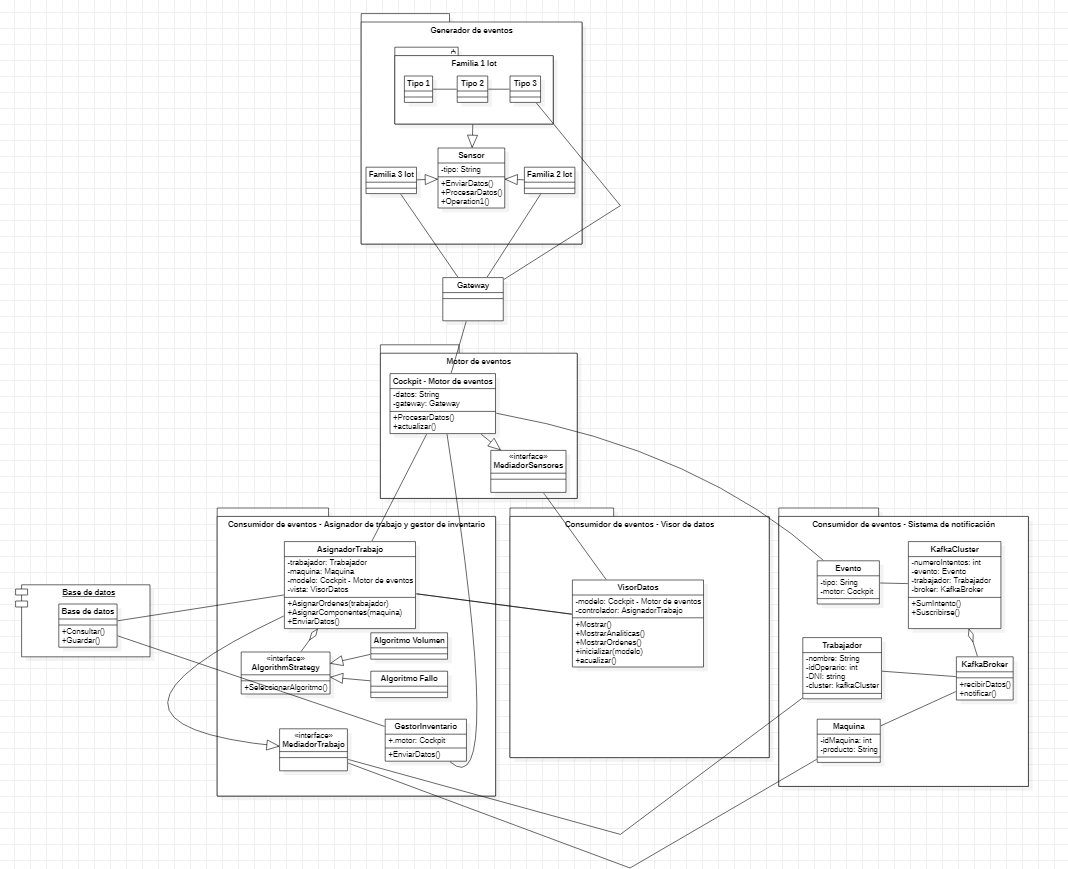 Generador de eventos
Familia 1 Iot
Tipo 1
Tipo 2
Tipo 3
Sensor
-tipo: String
+EnviarDatos()
+ProcesarDatos()
+Operation1()
Familia 3 Iot
Familia 2 Iot
Gateway
Motor de eventos
Cockpit - Motor de eventos
-datos: String
-gateway: Gateway
+ProcesarDatos()
+actualizar()
«interface»
MediadorSensores
Consumidor de eventos - Asignador de trabajo y gestor de inventario
AsignadorTrabajo
-trabajador: Trabajador
-maquina: Maquina
-modelo: Cockpit - Motor de eventos
-vista: VisorDatos
+AsignarOrdenes(trabajador)
+AsignarComponentes(maquina)
+EnviarDatos()
Base de datos
Base de datos
+Consultar()
+Guardar()
«interface»
AlgorithmStrategy
+SeleccionarAlgoritmo()
Algoritmo Volumen
Algoritmo Fallo
«interface»
MediadorTrabajo
GestorInventario
+.motor: Cockpit
+EnviarDatos()
Consumidor de eventos - Visor de datos
VisorDatos
-modelo: Cockpit - Motor de eventos
-controlador: AsignadorTrabajo
+Mostrar()
+MostrarAnaliticas()
+MostrarOrdenes()
+inicializar(modelo)
+acualizar()
Consumidor de eventos - Sistema de notificación
Evento
-tipo: Sring
-motor: Cockpit
KafkaCluster
-numeroIntentos: int
-evento: Evento
-trabajador: Trabajador
-broker: KafkaBroker
+SumIntento()
+Suscribirse()
Trabajador
-nombre: String
-idOperario: int
-DNI: string
-cluster: kafkaCluster
KafkaBroker
+recibirDatos()
+notificar()
Maquina
-idMaquina: int
-producto: String